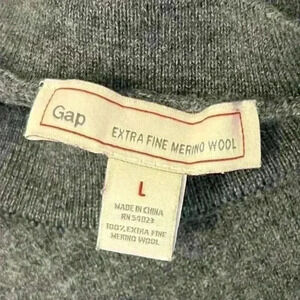 Gap
EXTRA FINE MERINO WOOL
L
MADE IN CHINA
RN 54023
100% EXTRA FINE
MERINO WOOL